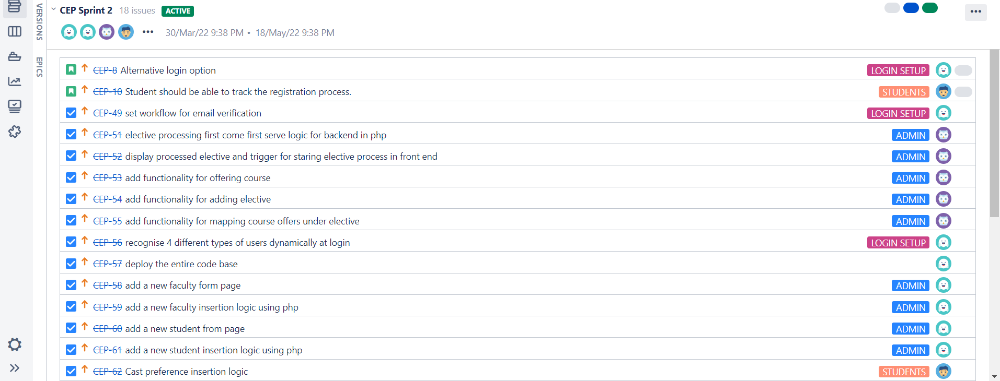 VERSIONS
EPICS
CEP Sprint 2 18 issues ACTIVE
30/Mar/22 9:38 PM • 18/May/22 9:38 PM
CEP-8 Alternative login option LOGIN SETUP
CEP-10 Student should be able to track the registration process. STUDENTS
CEP-49 set workflow for email verification LOGIN SETUP
CEP-51 elective processing first come first serve logic for backend in php ADMIN
CEP-52 display processed elective and trigger for staring elective process in front end ADMIN
CEP-53 add functionality for offering course ADMIN
CEP-54 add functionality for adding elective ADMIN
CEP-55 add functionality for mapping course offers under elective ADMIN
CEP-56 recognise 4 different types of users dynamically at login LOGIN SETUP
CEP-57 deploy the entire code base
CEP-58 add a new faculty form page ADMIN
CEP-59 add a new faculty insertion logic using php ADMIN
CEP-60 add a new student from page ADMIN
CEP-61 add a new student insertion logic using php ADMIN
CEP-62 Cast preference insertion logic STUDENTS